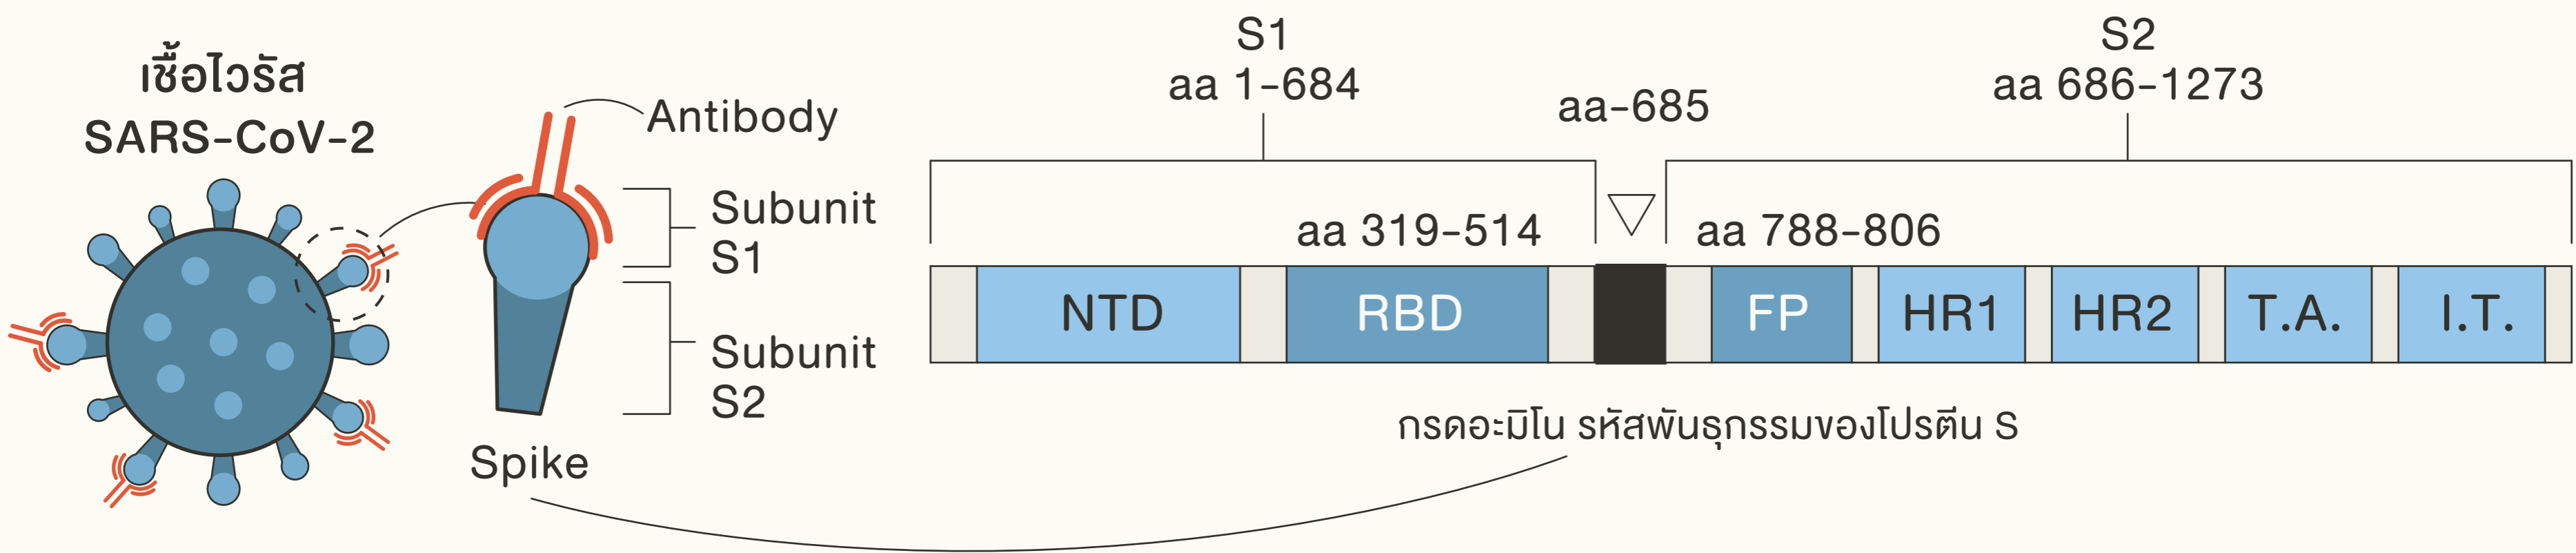 เชื้อไวรัส
SARS-CoV-2
Antibody
Subunit
S1
Subunit
S2
Spike
S1
aa 1-684
aa-685
S2
aa 686-1273
aa 319-514
aa 788-806
NTD
RBD
FP
HR1
HR2
T.A.
I.T.
กรดอะมิโน รหัสพันธุกรรมของโปรตีน S